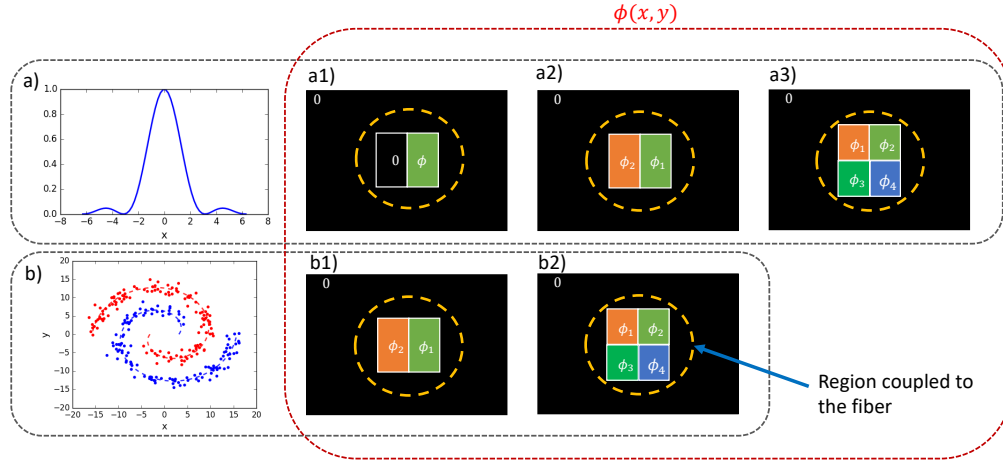 ϕ(x, y)
a)
1.0
0.8
0.6
0.4
0.2
0.0
−8 −6 −4 −2 0 2 4 6 8
x
a1)
0
0 ϕ
a2)
0
ϕ₂ ϕ₁
a3)
0
ϕ₁ ϕ₂
ϕ₃ ϕ₄
b)
20
15
10
5
0
−5
−10
−15
−20
y
−20 −15 −10 −5 0 5 10 15 20
x
b1)
0
ϕ₂ ϕ₁
b2)
0
ϕ₁ ϕ₂
ϕ₃ ϕ₄
Region coupled to
the fiber